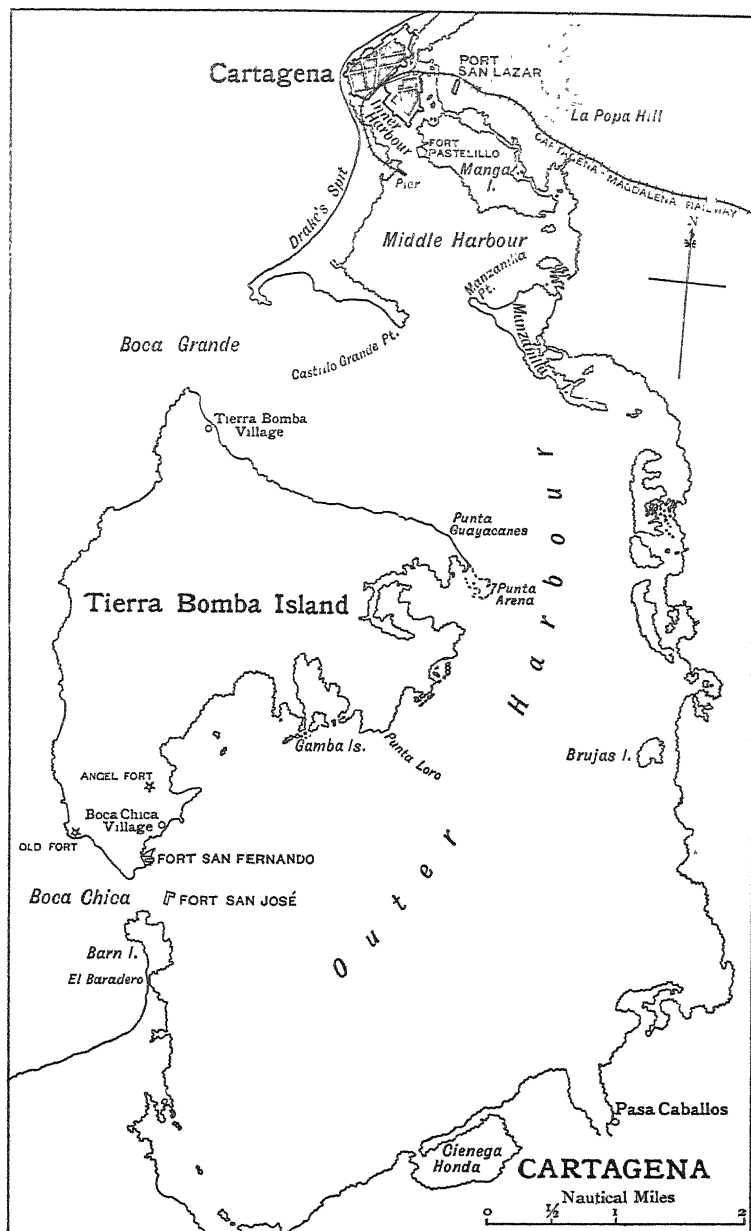 Cartagena
PORT
SAN LAZAR
La Popa Hill
Inner
Harbour
FORT
PASTELILLO
CARTAGENA - MAGDALENA RAILWAY
Manga
I.
Pier
Drake's Spit
N
Middle Harbour
Manzanilla
Pt.
Manzanillo
Boca Grande
Castillo Grande Pt.
Tierra Bomba
Village
Punta
Guayacanes
Punta
Arena
Tierra Bomba Island
Outer Harbour
Gamba Is.
Punta Loro
Brujas I.
ANGEL FORT
Boca Chica
Village
OLD FORT
FORT SAN FERNANDO
Boca Chica
FORT SAN JOSÉ
Barn I.
El Baradero
Pasa Caballos
Cienega
Honda
CARTAGENA
Nautical Miles
0 ½ 1 2